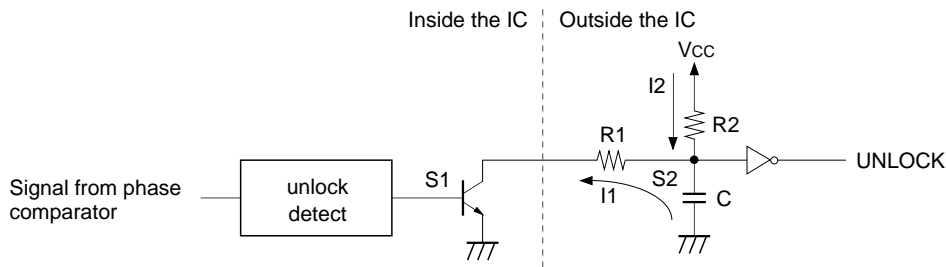 Inside the IC
Outside the IC
VCC
I2
R1
R2
Signal from phase
comparator
unlock
detect
S1
S2
UNLOCK
I1
C